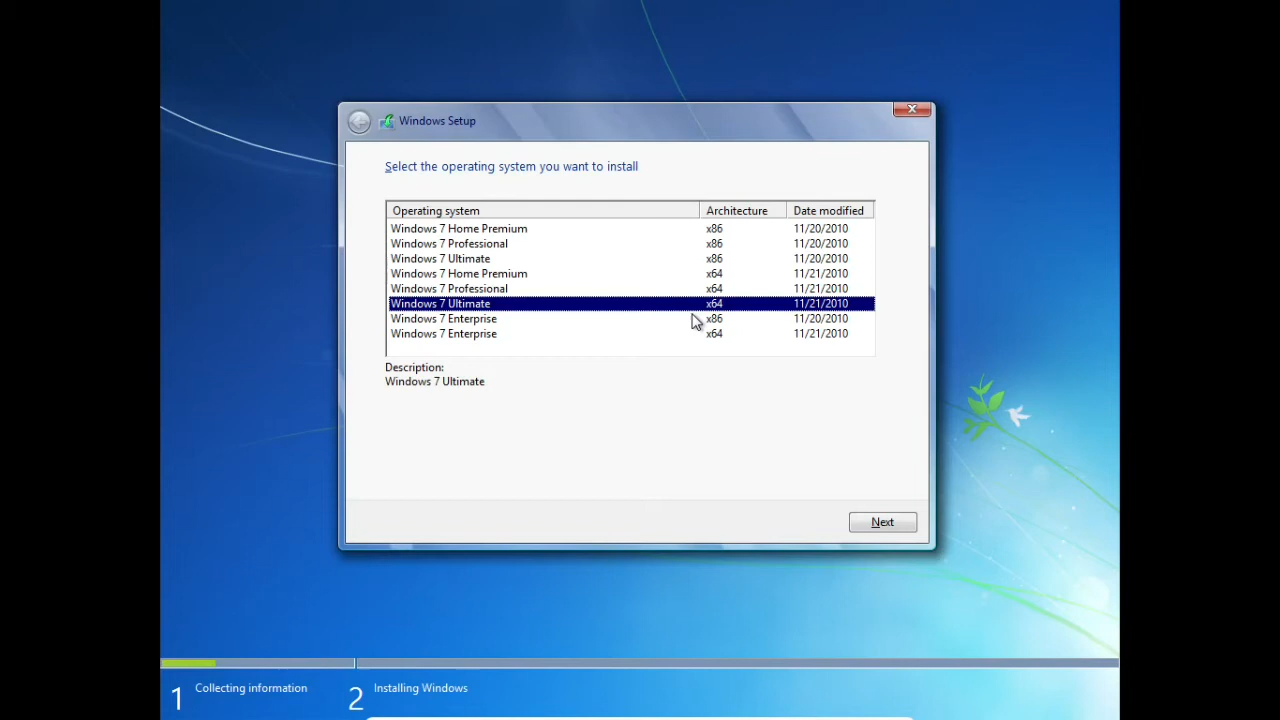 Windows Setup
Select the operating system you want to install
Operating system Architecture Date modified
Windows 7 Home Premium x86 11/20/2010
Windows 7 Professional x86 11/20/2010
Windows 7 Ultimate x86 11/20/2010
Windows 7 Home Premium x64 11/21/2010
Windows 7 Professional x64 11/21/2010
Windows 7 Ultimate x64 11/21/2010
Windows 7 Enterprise x86 11/20/2010
Windows 7 Enterprise x64 11/21/2010
Description:
Windows 7 Ultimate
Next
1 Collecting information 2 Installing Windows